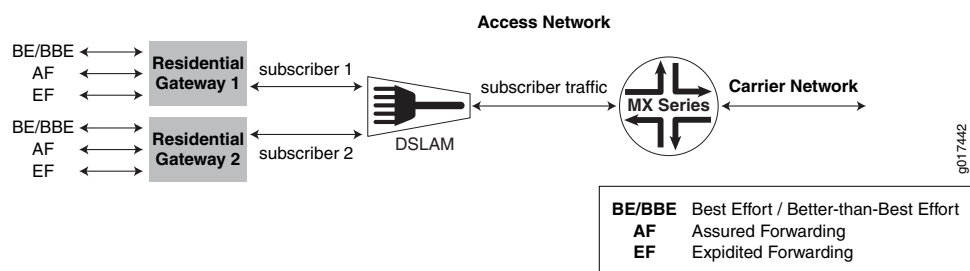 Access Network
BE/BBE
AF
EF
Residential
Gateway 1
subscriber 1
BE/BBE
AF
EF
Residential
Gateway 2
subscriber 2
DSLAM
subscriber traffic
MX Series
Carrier Network
g017442
BE/BBE Best Effort / Better-than-Best Effort
AF Assured Forwarding
EF Expidited Forwarding